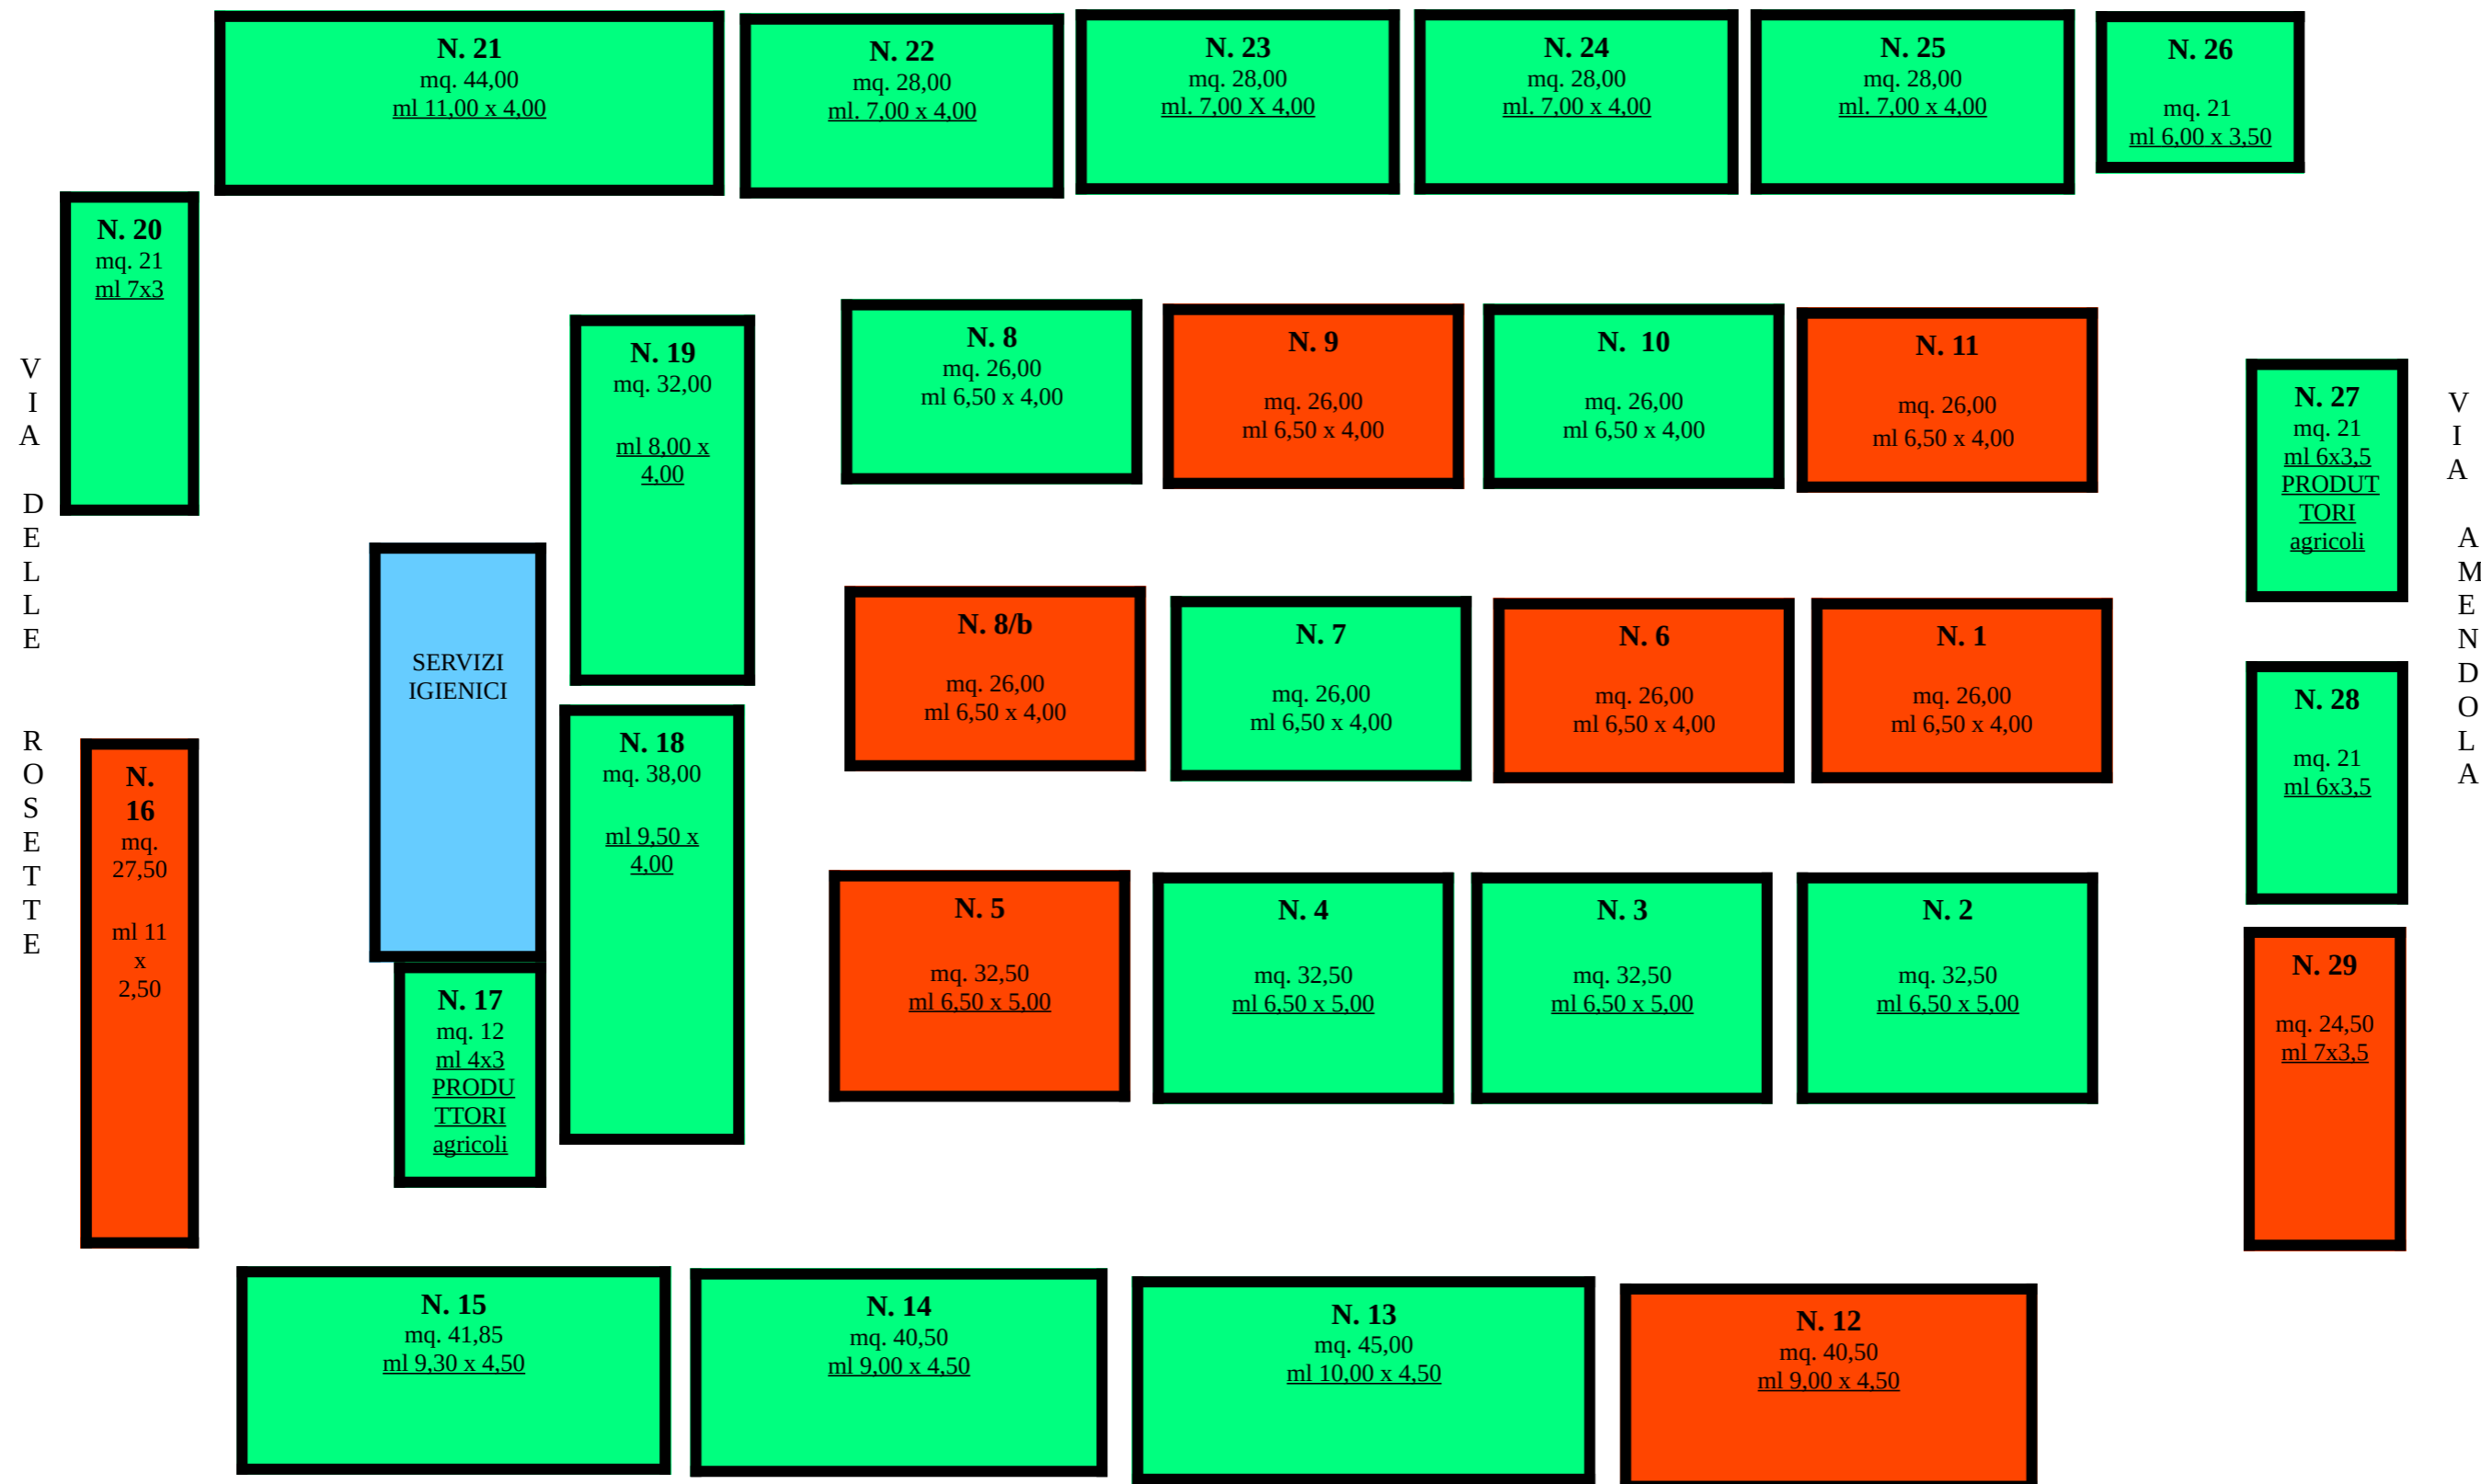 N. 21
mq. 44,00
ml 11,00 x 4,00
N. 22
mq. 28,00
ml. 7,00 x 4,00
N. 23
mq. 28,00
ml. 7,00 X 4,00
N. 24
mq. 28,00
ml. 7,00 x 4,00
N. 25
mq. 28,00
ml. 7,00 x 4,00
N. 26
mq. 21
ml 6,00 x 3,50
N. 20
mq. 21
ml 7x3
V
I
A
D
E
L
L
E
R
O
S
E
T
T
E
N. 19
mq. 32,00
ml 8,00 x
4,00
N. 8
mq. 26,00
ml 6,50 x 4,00
N. 9
mq. 26,00
ml 6,50 x 4,00
N. 10
mq. 26,00
ml 6,50 x 4,00
N. 11
mq. 26,00
ml 6,50 x 4,00
N. 27
mq. 21
ml 6x3,5
PRODUT
TORI
agricoli
V
I
A
A
M
E
N
D
O
L
A
SERVIZI
IGIENICI
N. 8/b
mq. 26,00
ml 6,50 x 4,00
N. 7
mq. 26,00
ml 6,50 x 4,00
N. 6
mq. 26,00
ml 6,50 x 4,00
N. 1
mq. 26,00
ml 6,50 x 4,00
N. 28
mq. 21
ml 6x3,5
N.
16
mq.
27,50
ml 11
x
2,50
N. 18
mq. 38,00
ml 9,50 x
4,00
N. 17
mq. 12
ml 4x3
PRODU
TTORI
agricoli
N. 5
mq. 32,50
ml 6,50 x 5,00
N. 4
mq. 32,50
ml 6,50 x 5,00
N. 3
mq. 32,50
ml 6,50 x 5,00
N. 2
mq. 32,50
ml 6,50 x 5,00
N. 29
mq. 24,50
ml 7x3,5
N. 15
mq. 41,85
ml 9,30 x 4,50
N. 14
mq. 40,50
ml 9,00 x 4,50
N. 13
mq. 45,00
ml 10,00 x 4,50
N. 12
mq. 40,50
ml 9,00 x 4,50